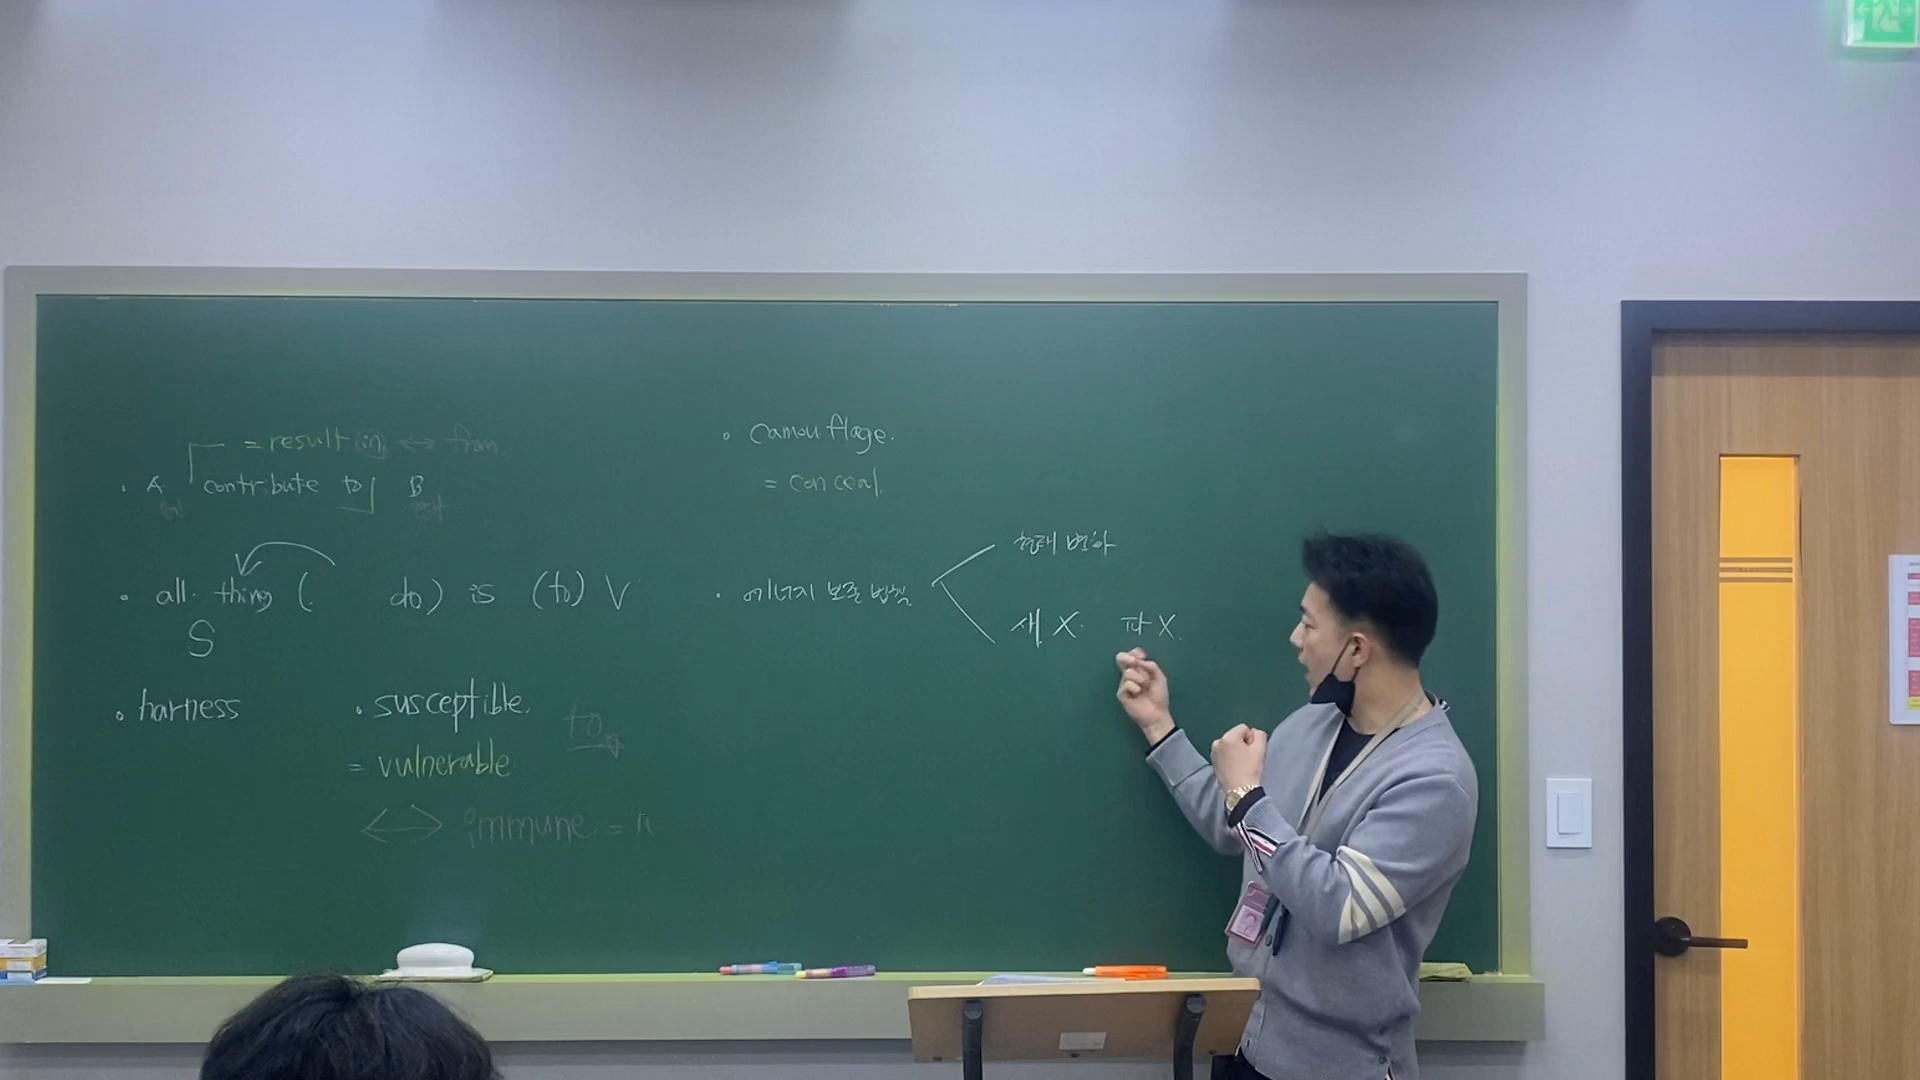 = result in ↔ from
· A contribute to B
· all thing ( do) is (to) V
S
· harness
· susceptible. to
= vulnerable
↔ immune =
· camouflage.
= conceal.
· 에너지 보존 법칙
형태 변화
새 X. 파 X.